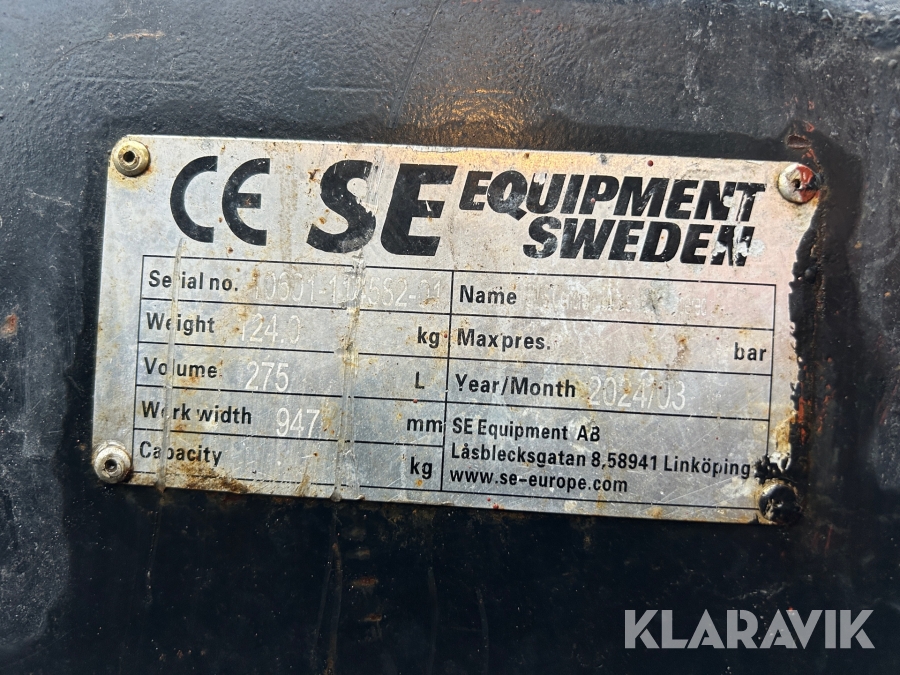 CE SE EQUIPMENT
SWEDEN
Serial no.
Name
Weight 124.0 kg
Maxpres. bar
Volume 275 L
Year/Month 2024/03
Work width 947 mm
Capacity kg
SE Equipment AB
Låsblecksgatan 8,58941 Linköping
www.se-europe.com
KLARAVIK